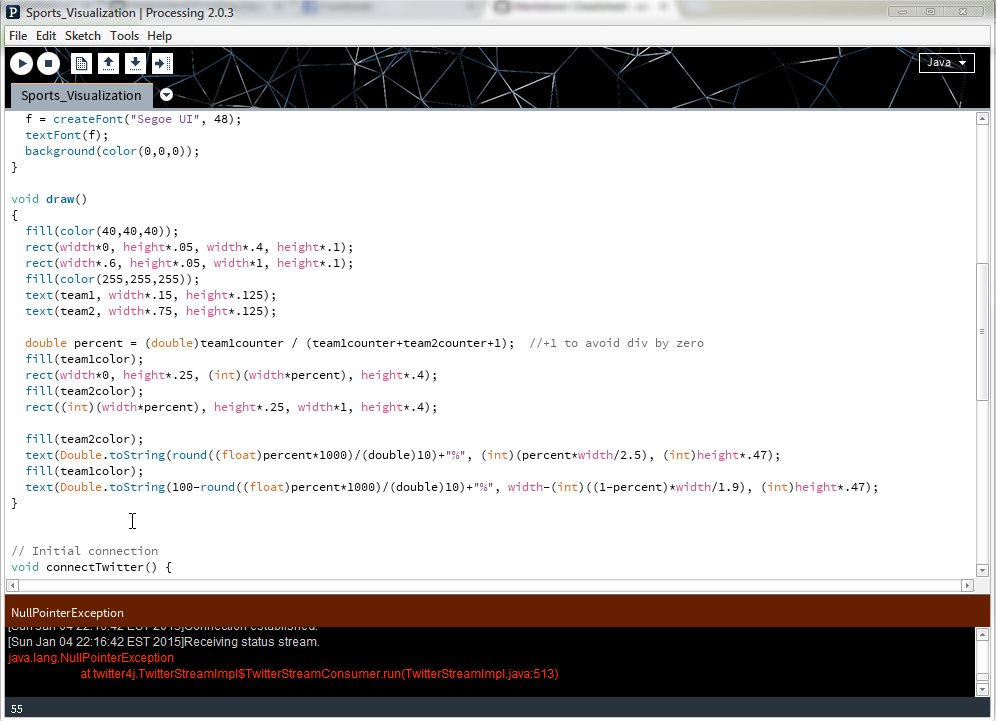 Sports_Visualization | Processing 2.0.3
File Edit Sketch Tools Help
Java
Sports_Visualization
f = createFont("Segoe UI", 48);
textFont(f);
background(color(0,0,0));
}
void draw()
{
fill(color(40,40,40));
rect(width*0, height*.05, width*.4, height*.1);
rect(width*.6, height*.05, width*1, height*.1);
fill(color(255,255,255));
text(team1, width*.15, height*.125);
text(team2, width*.75, height*.125);
double percent = (double)team1counter / (team1counter+team2counter+1);  //+1 to avoid div by zero
fill(team1color);
rect(width*0, height*.25, (int)(width*percent), height*.4);
fill(team2color);
rect((int)(width*percent), height*.25, width*1, height*.4);
fill(team2color);
text(Double.toString(round((float)percent*1000)/(double)10)+"%", (int)(percent*width/2.5), (int)height*.47);
fill(team1color);
text(Double.toString(100-round((float)percent*1000)/(double)10)+"%", width-(int)((1-percent)*width/1.9), (int)height*.47);
}
// Initial connection
void connectTwitter() {
NullPointerException
[Sun Jan 04 22:16:42 EST 2015]Connection established.
[Sun Jan 04 22:16:42 EST 2015]Receiving status stream.
java.lang.NullPointerException
at twitter4j.TwitterStreamImpl$TwitterStreamConsumer.run(TwitterStreamImpl.java:513)
55